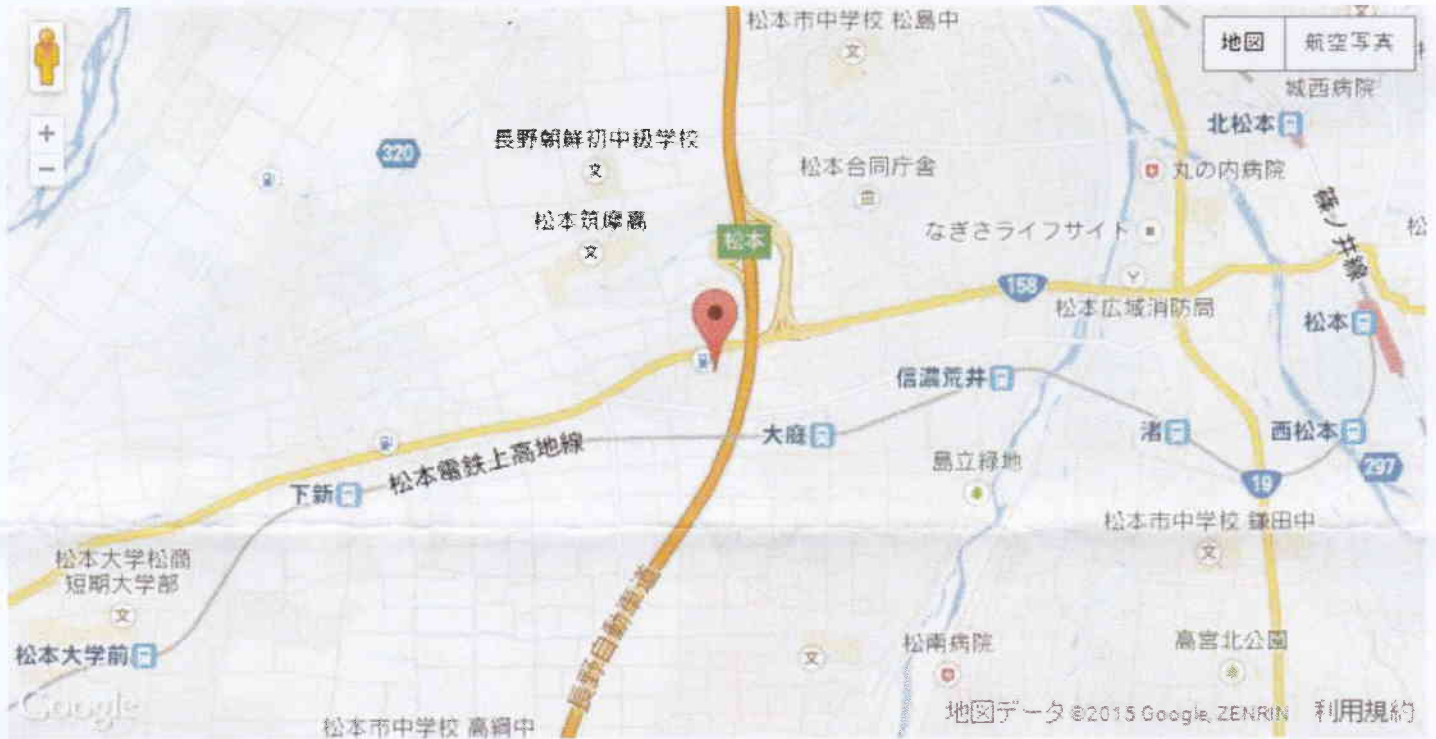 松本市中学校 松島中
地図 航空写真
城西病院
北松本
+
320
長野朝鮮初中級学校
松本合同庁舎
丸の内病院
−
松本筑摩高
松本
なぎさライフサイト
篠ノ井線
松
158
松本広域消防局
松本
信濃荒井
大庭
渚
西松本
松本電鉄上高地線
島立緑地
297
下新
19
松本市中学校 鎌田中
松本大学松商
短期大学部
長野自動車道
松本大学前
松南病院
高宮北公園
Google
松本市中学校 高綱中
地図データ©2015 Google, ZENRIN 利用規約